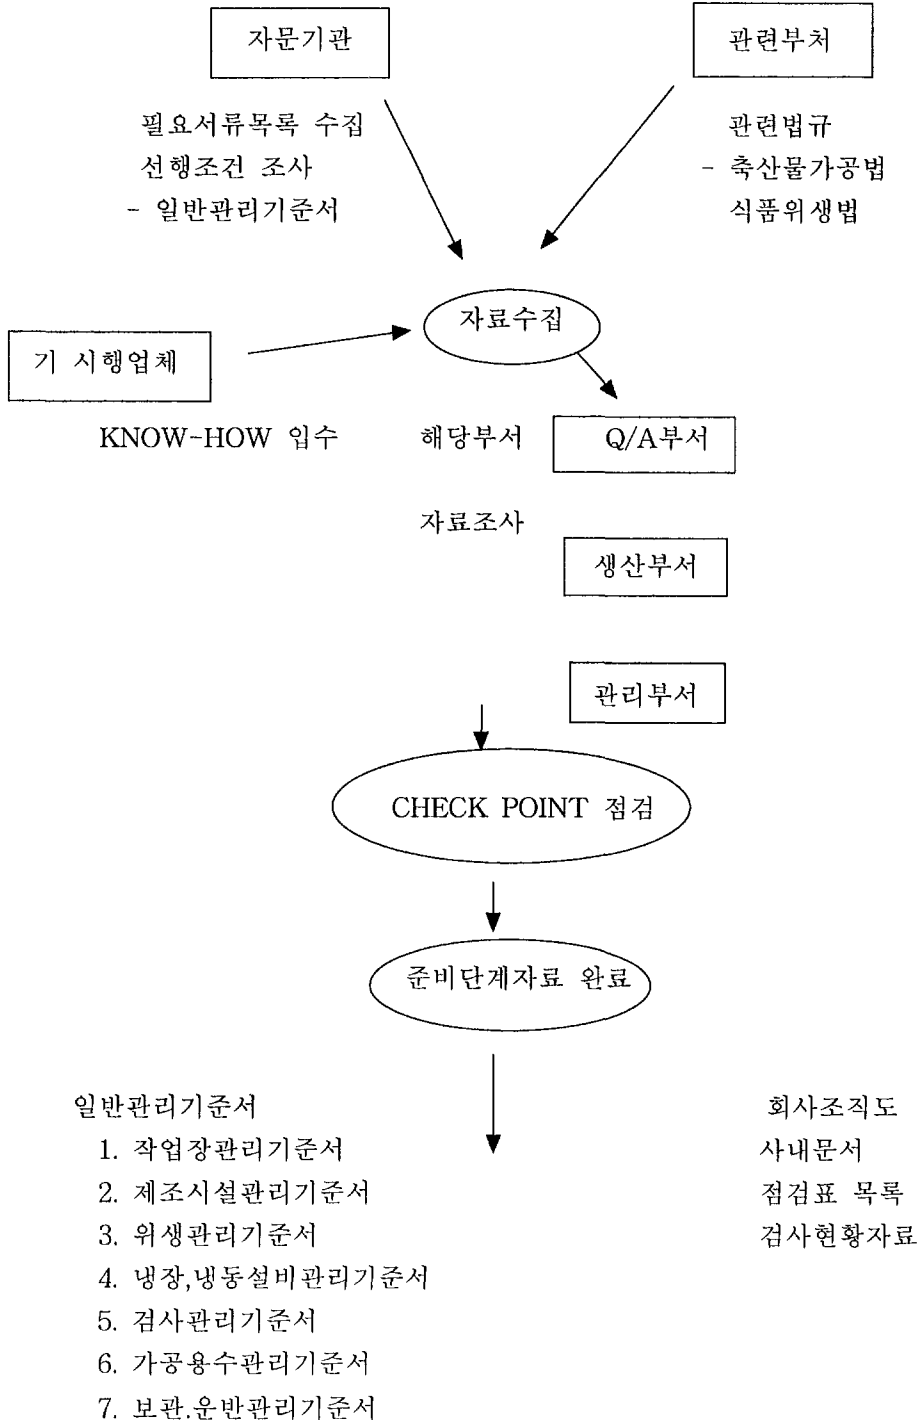 자문기관
관련부처
필요서류목록 수집
선행조건 조사
- 일반관리기준서
관련법규
- 축산물가공법
식품위생법
자료수집
기 시행업체
KNOW-HOW 입수
해당부서
Q/A부서
자료조사
생산부서
관리부서
CHECK POINT 점검
준비단계자료 완료
일반관리기준서
1. 작업장관리기준서
2. 제조시설관리기준서
3. 위생관리기준서
4. 냉장,냉동설비관리기준서
5. 검사관리기준서
6. 가공용수관리기준서
7. 보관.운반관리기준서
회사조직도
사내문서
점검표 목록
검사현황자료